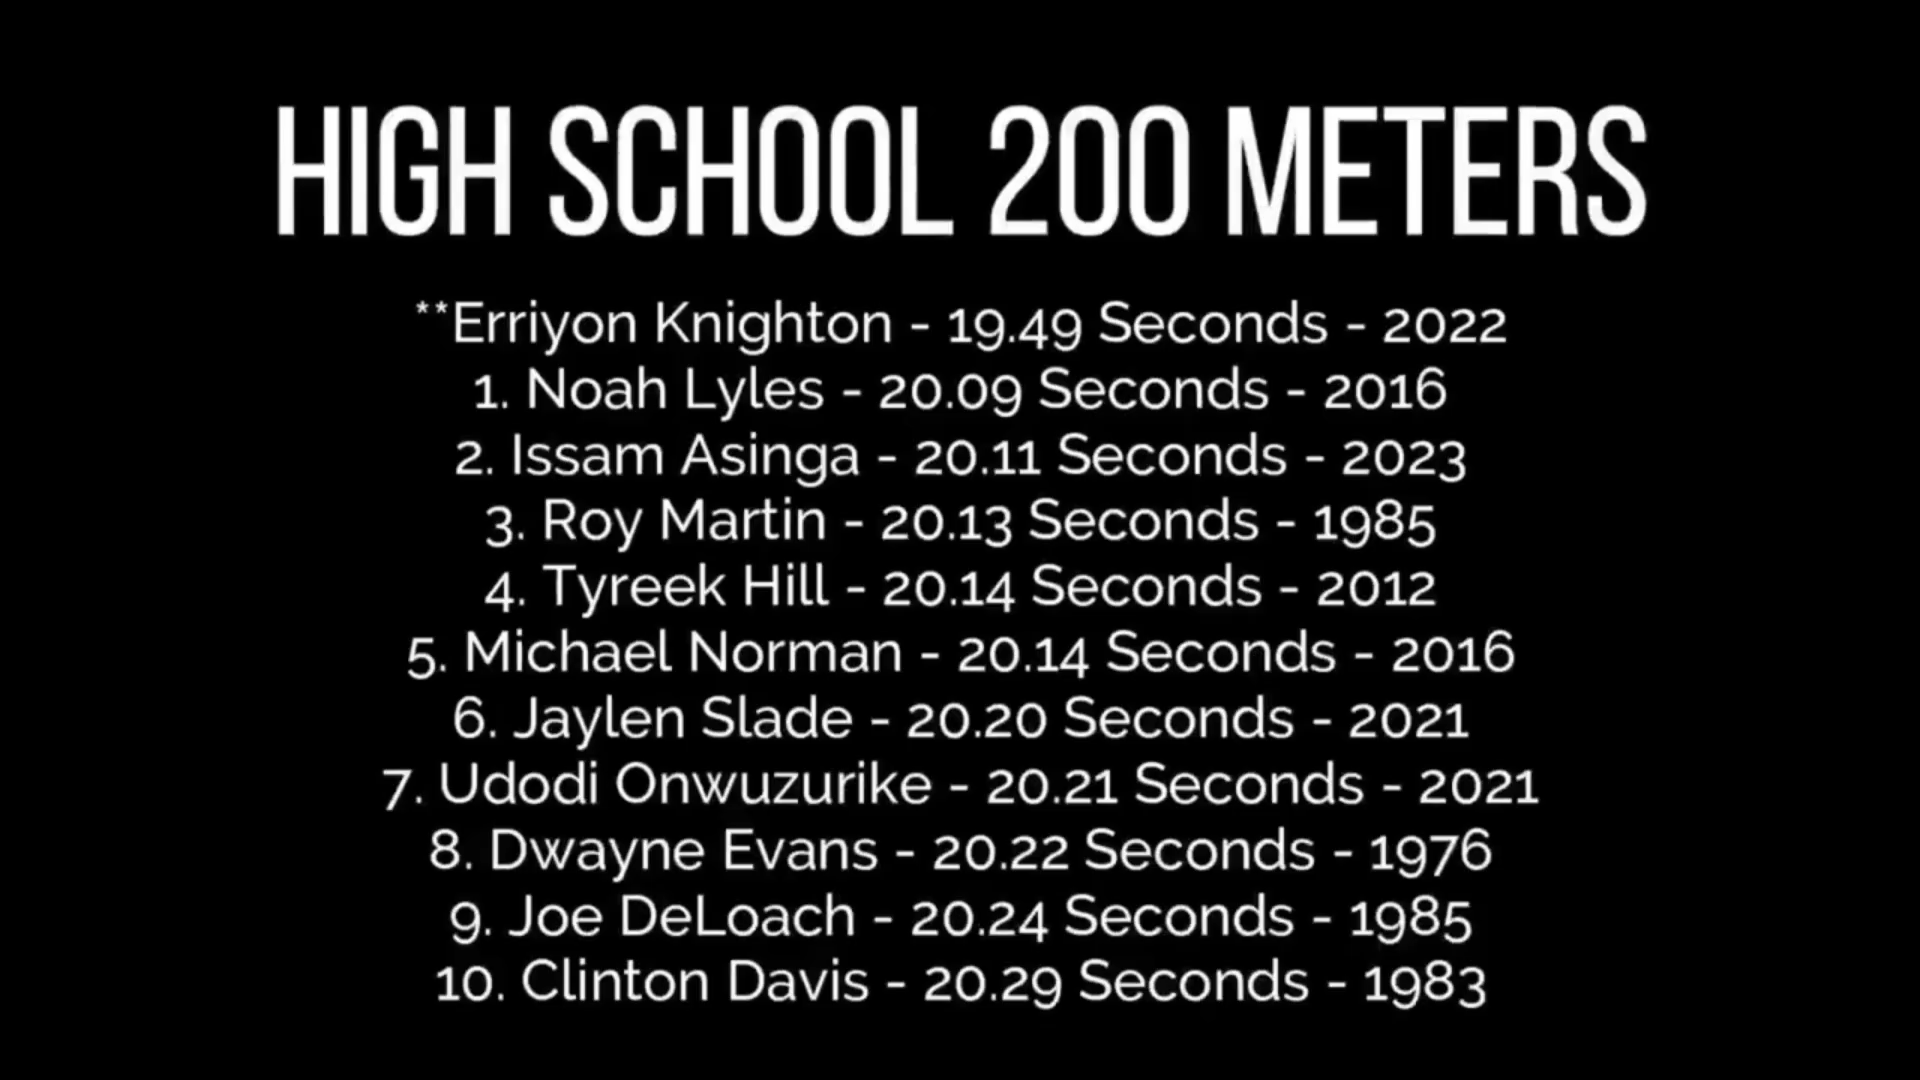 HIGH SCHOOL 200 METERS
**Erriyon Knighton - 19.49 Seconds - 2022
1. Noah Lyles - 20.09 Seconds - 2016
2. Issam Asinga - 20.11 Seconds - 2023
3. Roy Martin - 20.13 Seconds - 1985
4. Tyreek Hill - 20.14 Seconds - 2012
5. Michael Norman - 20.14 Seconds - 2016
6. Jaylen Slade - 20.20 Seconds - 2021
7. Udodi Onwuzurike - 20.21 Seconds - 2021
8. Dwayne Evans - 20.22 Seconds - 1976
9. Joe DeLoach - 20.24 Seconds - 1985
10. Clinton Davis - 20.29 Seconds - 1983